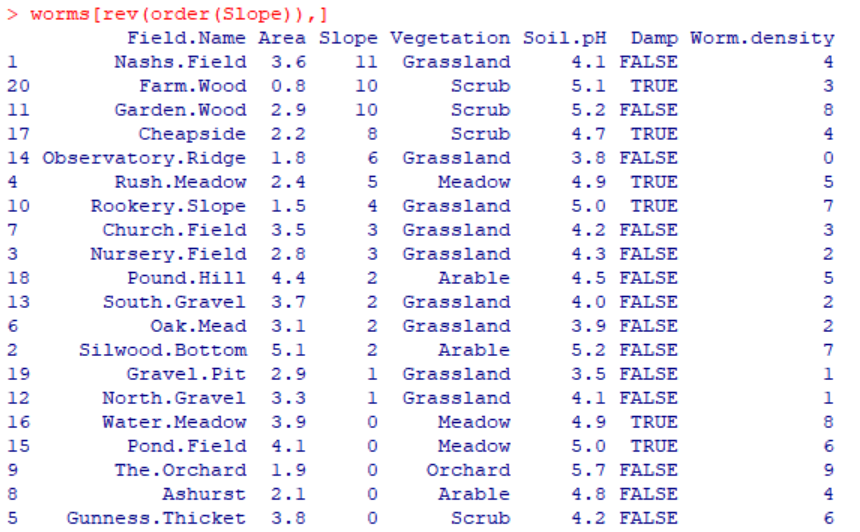 > worms[rev(order(Slope)),]
Field.Name Area Slope Vegetation Soil.pH Damp Worm.density
1 Nashs.Field 3.6 11 Grassland 4.1 FALSE 4
20 Farm.Wood 0.8 10 Scrub 5.1 TRUE 3
11 Garden.Wood 2.9 10 Scrub 5.2 FALSE 8
17 Cheapside 2.2 8 Scrub 4.7 TRUE 4
14 Observatory.Ridge 1.8 6 Grassland 3.8 FALSE 0
4 Rush.Meadow 2.4 5 Meadow 4.9 TRUE 5
10 Rookery.Slope 1.5 4 Grassland 5.0 TRUE 7
7 Church.Field 3.5 3 Grassland 4.2 FALSE 3
3 Nursery.Field 2.8 3 Grassland 4.3 FALSE 2
18 Pound.Hill 4.4 2 Arable 4.5 FALSE 5
13 South.Gravel 3.7 2 Grassland 4.0 FALSE 2
6 Oak.Mead 3.1 2 Grassland 3.9 FALSE 2
2 Silwood.Bottom 5.1 2 Arable 5.2 FALSE 7
19 Gravel.Pit 2.9 1 Grassland 3.5 FALSE 1
12 North.Gravel 3.3 1 Grassland 4.1 FALSE 1
16 Water.Meadow 3.9 0 Meadow 4.9 TRUE 8
15 Pond.Field 4.1 0 Meadow 5.0 TRUE 6
9 The.Orchard 1.9 0 Orchard 5.7 FALSE 9
8 Ashurst 2.1 0 Arable 4.8 FALSE 4
5 Gunness.Thicket 3.8 0 Scrub 4.2 FALSE 6